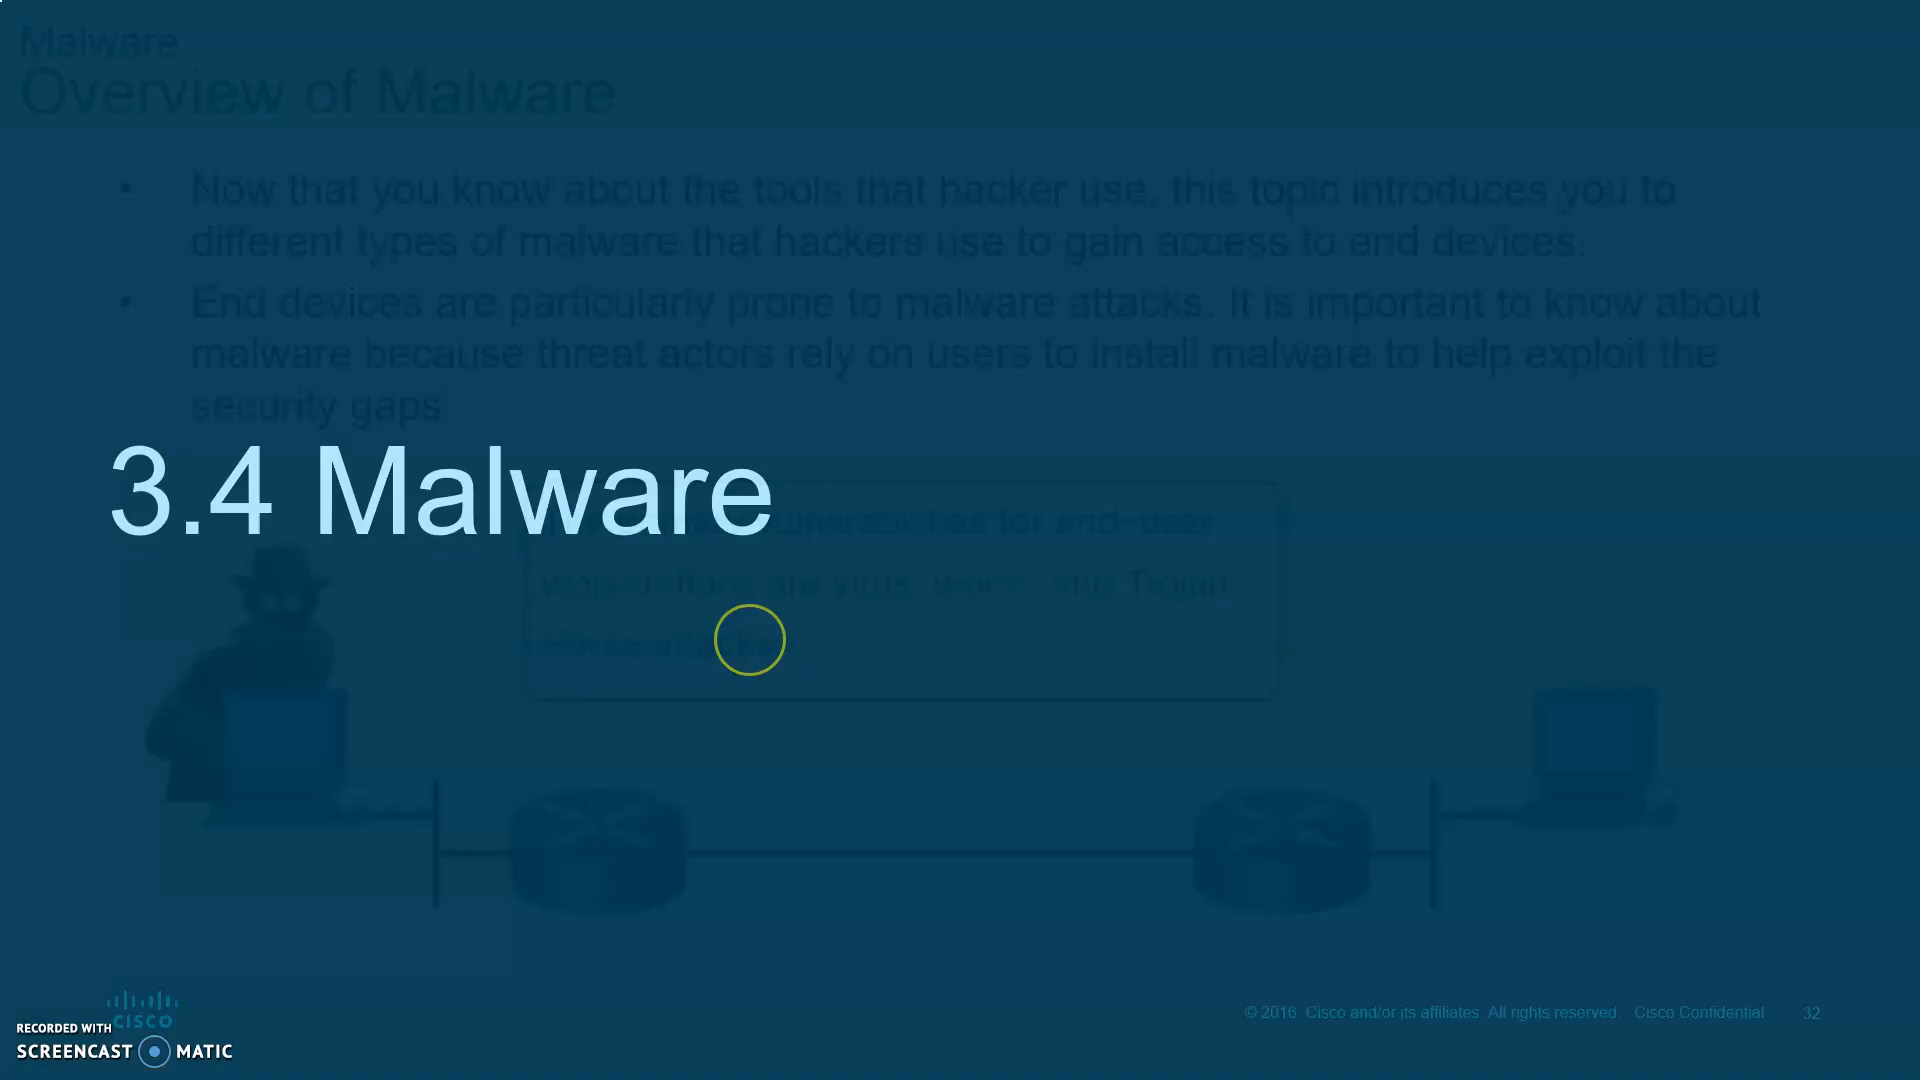 Malware
Overview of Malware
• Now that you know about the tools that hacker use, this topic introduces you to
different types of malware that hackers use to gain access to end devices.
• End devices are particularly prone to malware attacks. It is important to know about
malware because threat actors rely on users to install malware to help exploit the
security gaps
3.4 Malware
vulnerabilities for end-user
workstations are virus, worm, and Trojan
Horse attacks
CISCO
© 2016 Cisco and/or its affiliates. All rights reserved. Cisco Confidential 32
RECORDED WITH
SCREENCAST MATIC